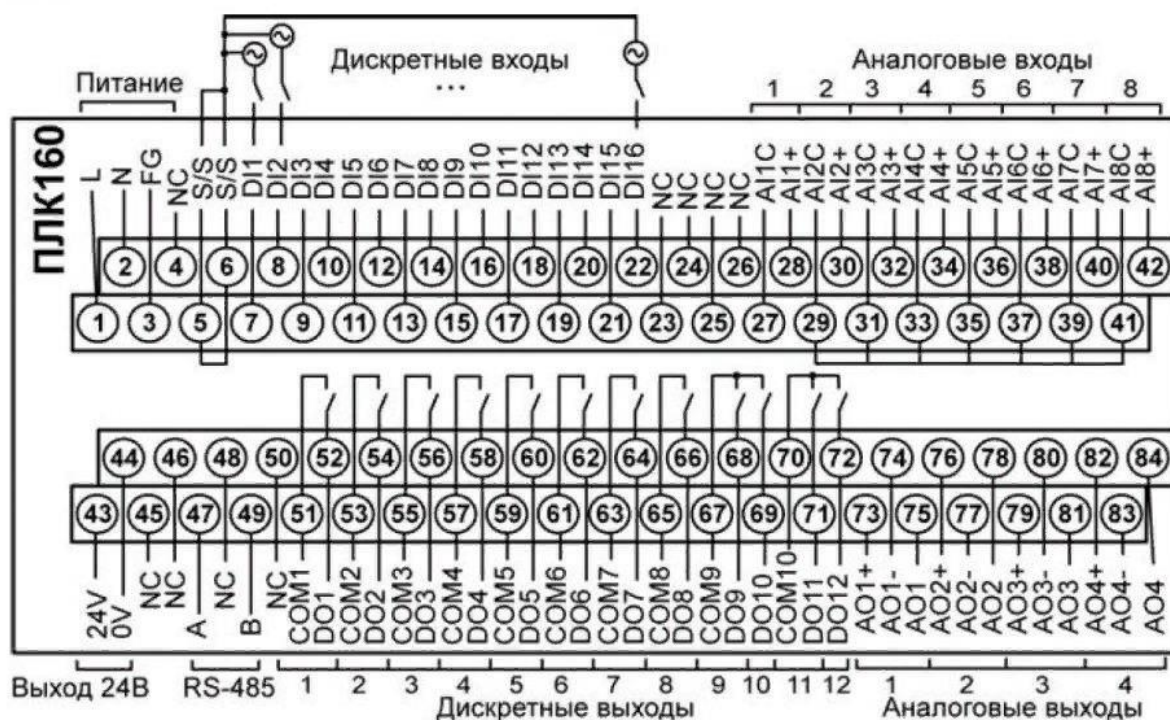 Дискретные входы
...
Питание
Аналоговые входы
1 2 3 4 5 6 7 8
ПЛК160
L N FG NC S/S S/S DI1 DI2 DI3 DI4 DI5 DI6 DI7 DI8 DI9 DI10 DI11 DI12 DI13 DI14 DI15 DI16 NC NC NC NC AI1C AI1+ AI2C AI2+ AI3C AI3+ AI4C AI4+ AI5C AI5+ AI6C AI6+ AI7C AI7+ AI8C AI8+
2 4 6 8 10 12 14 16 18 20 22 24 26 28 30 32 34 36 38 40 42
1 3 5 7 9 11 13 15 17 19 21 23 25 27 29 31 33 35 37 39 41
44 46 48 50 52 54 56 58 60 62 64 66 68 70 72 74 76 78 80 82 84
43 45 47 49 51 53 55 57 59 61 63 65 67 69 71 73 75 77 79 81 83
24V 0V NC NC A NC B NC COM1 DO1 COM2 DO2 COM3 DO3 COM4 DO4 COM5 DO5 COM6 DO6 COM7 DO7 COM8 DO8 COM9 DO9 DO10 COM10 DO11 DO12 AO1+ AO1- AO1 AO2+ AO2- AO2 AO3+ AO3- AO3 AO4+ AO4- AO4
Выход 24В RS-485 1 2 3 4 5 6 7 8 9 10 11 12 1 2 3 4
Дискретные выходы Аналоговые выходы